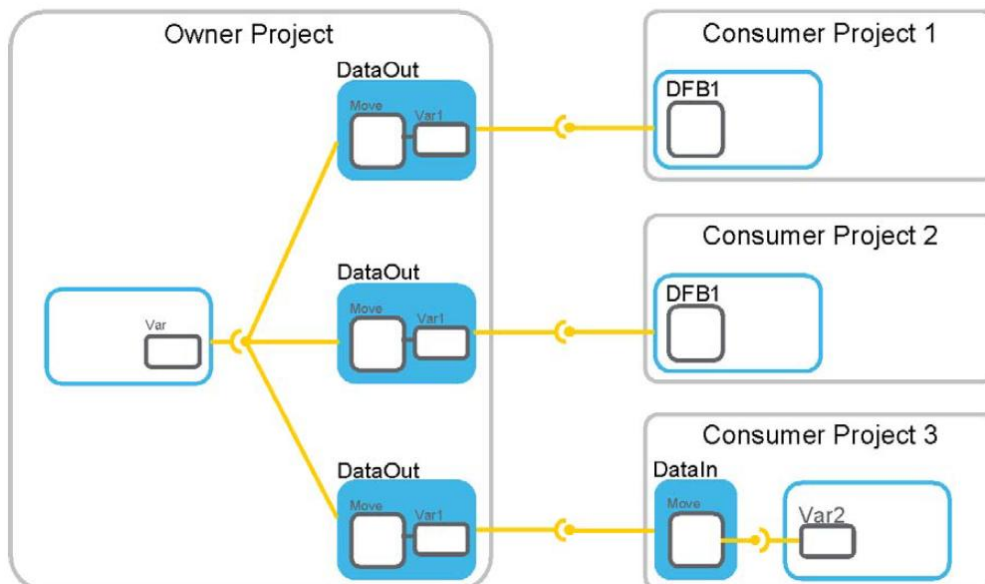 Owner Project
DataOut
Move
Var1
DataOut
Move
Var1
Var
DataOut
Move
Var1
Consumer Project 1
DFB1
Consumer Project 2
DFB1
Consumer Project 3
DataIn
Move
Var2